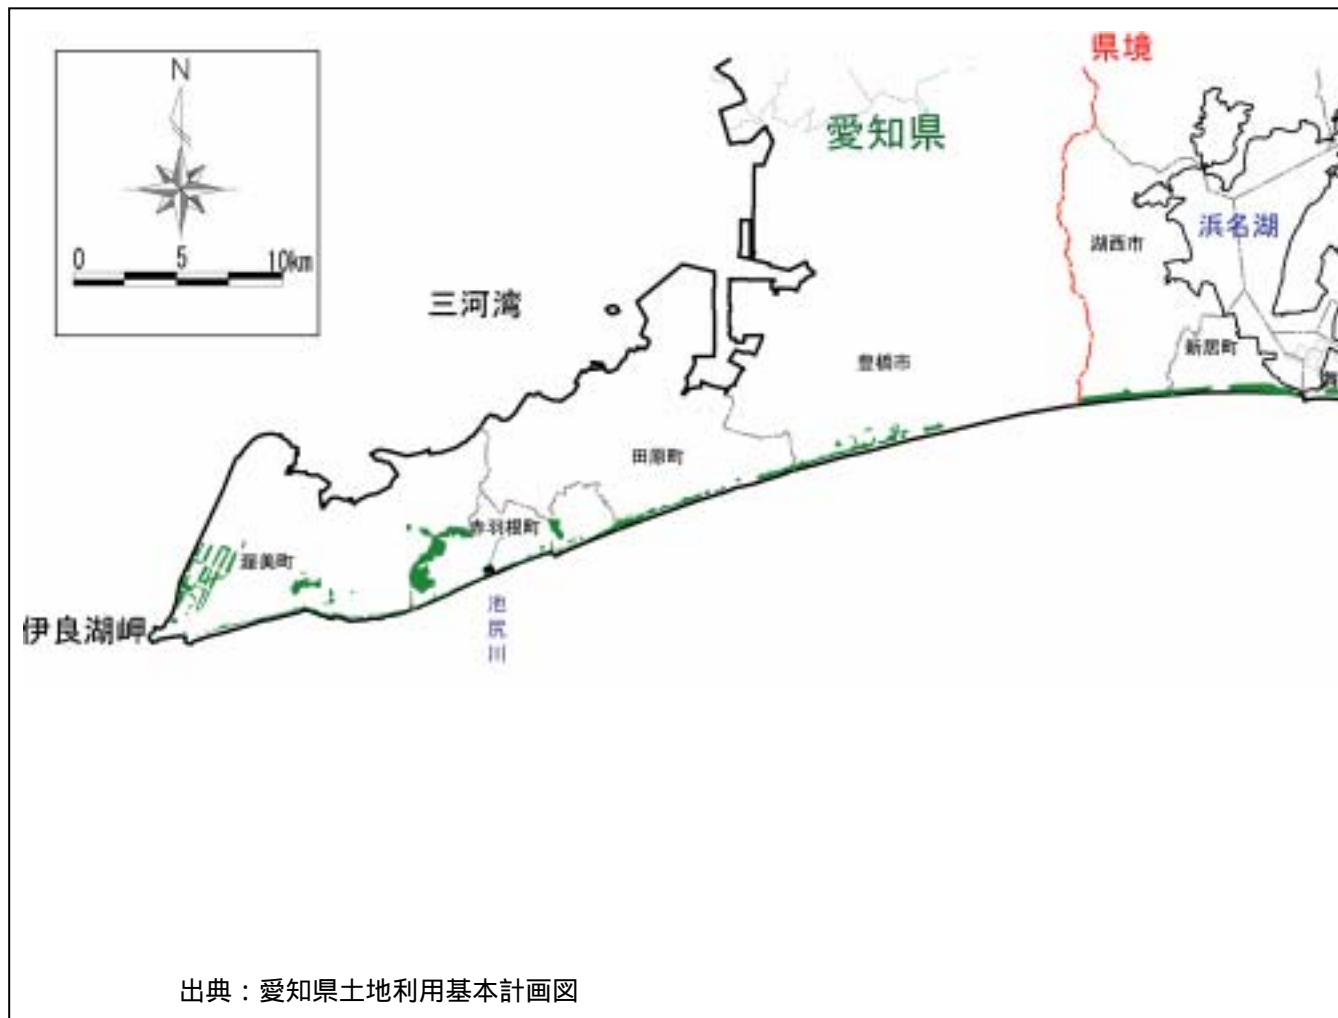 県境
N
愛知県
浜名湖
湖西市
0 5 10km
三河湾
新居町
豊橋市
田原町
赤羽根町
渥美町
池尻川
伊良湖岬
出典：愛知県土地利用基本計画図